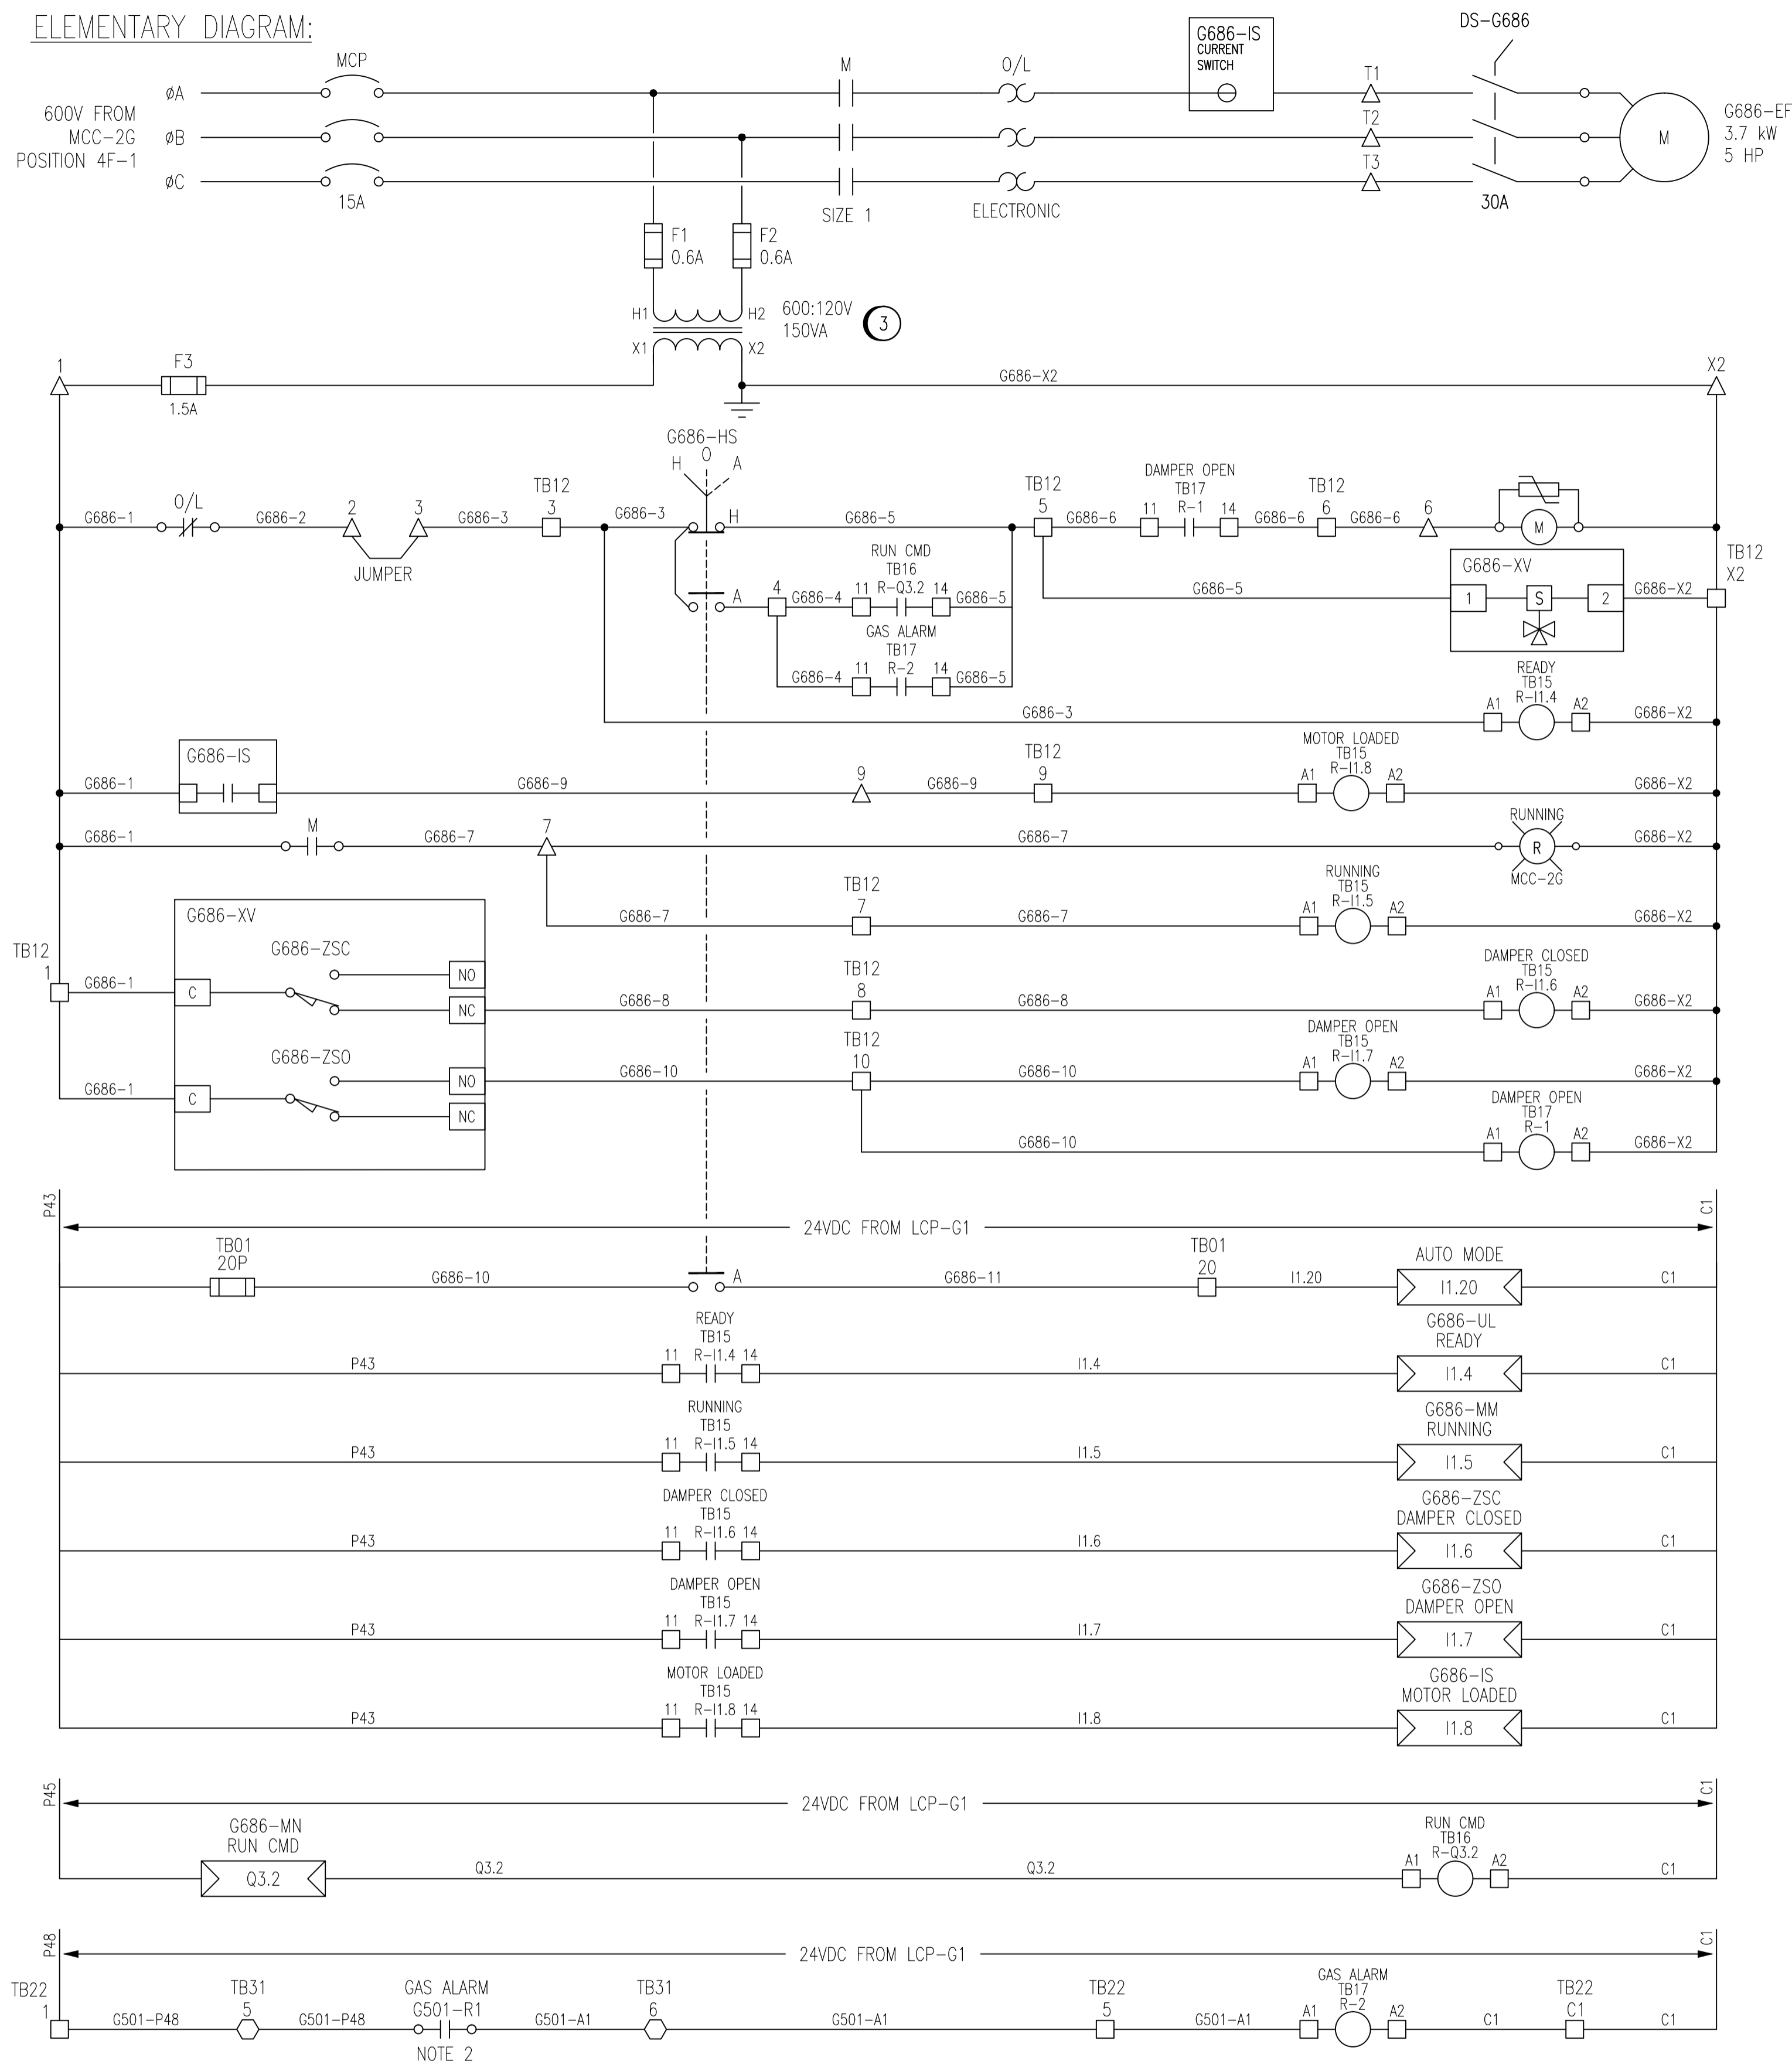 ELEMENTARY DIAGRAM:
DS-G686
G686-IS
CURRENT
SWITCH
MCP
M
O/L
T1
øA
600V FROM
MCC-2G
POSITION 4F-1
øB
T2
M
G686-EF
3.7 kW
5 HP
øC
T3
15A
SIZE 1
ELECTRONIC
30A
F1
0.6A
F2
0.6A
H1
H2
600:120V
150VA
3
X1
X2
1
F3
1.5A
G686-X2
X2
G686-HS
H
O
A
O/L
2
3
TB12
3
TB12
5
DAMPER OPEN
TB17
R-1
11
14
TB12
6
6
G686-1
G686-2
G686-3
G686-3
H
G686-5
G686-6
G686-6
G686-6
M
JUMPER
RUN CMD
TB16
R-Q3.2
A
4
G686-4
11
14
G686-5
G686-5
G686-XV
1
S
2
G686-X2
TB12
X2
GAS ALARM
TB17
R-2
G686-4
11
14
G686-5
READY
TB15
R-I1.4
G686-3
A1
A2
G686-X2
G686-IS
G686-1
G686-9
9
G686-9
TB12
9
MOTOR LOADED
TB15
R-I1.8
A1
A2
G686-X2
G686-1
M
G686-7
7
G686-7
RUNNING
R
MCC-2G
G686-X2
G686-7
TB12
7
G686-7
RUNNING
TB15
R-I1.5
A1
A2
G686-X2
G686-XV
TB12
1
G686-1
C
G686-ZSC
NO
NC
G686-8
TB12
8
G686-8
DAMPER CLOSED
TB15
R-I1.6
A1
A2
G686-X2
G686-1
C
G686-ZSO
NO
NC
G686-10
TB12
10
G686-10
DAMPER OPEN
TB15
R-I1.7
A1
A2
G686-X2
G686-10
DAMPER OPEN
TB17
R-1
A1
A2
G686-X2
P43
24VDC FROM LCP-G1
C1
TB01
20P
G686-10
A
G686-11
TB01
20
I1.20
AUTO MODE
I1.20
C1
P43
READY
TB15
R-I1.4
11
14
I1.4
G686-UL
READY
I1.4
C1
P43
RUNNING
TB15
R-I1.5
11
14
I1.5
G686-MM
RUNNING
I1.5
C1
P43
DAMPER CLOSED
TB15
R-I1.6
11
14
I1.6
G686-ZSC
DAMPER CLOSED
I1.6
C1
P43
DAMPER OPEN
TB15
R-I1.7
11
14
I1.7
G686-ZSO
DAMPER OPEN
I1.7
C1
P43
MOTOR LOADED
TB15
R-I1.8
11
14
I1.8
G686-IS
MOTOR LOADED
I1.8
C1
P45
24VDC FROM LCP-G1
C1
G686-MN
RUN CMD
Q3.2
Q3.2
Q3.2
RUN CMD
TB16
R-Q3.2
A1
A2
C1
P48
24VDC FROM LCP-G1
C1
TB22
1
G501-P48
TB31
5
G501-P48
GAS ALARM
G501-R1
NOTE 2
G501-A1
TB31
6
G501-A1
TB22
5
G501-A1
GAS ALARM
TB17
R-2
A1
A2
C1
TB22
C1
C1